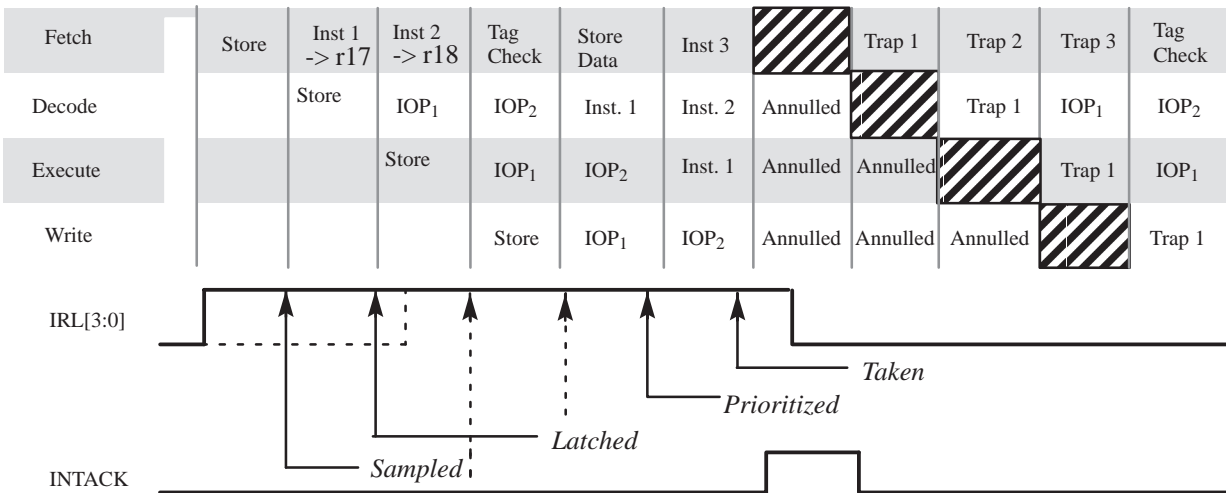 Fetch Store Inst 1 -> r17 Inst 2 -> r18 Tag Check Store Data Inst 3 Trap 1 Trap 2 Trap 3 Tag Check
Decode Store IOP1 IOP2 Inst. 1 Inst. 2 Annulled Trap 1 IOP1 IOP2
Execute Store IOP1 IOP2 Inst. 1 Annulled Annulled Trap 1 IOP1
Write Store IOP1 IOP2 Annulled Annulled Annulled Trap 1
IRL[3:0]
Taken
Prioritized
Latched
Sampled
INTACK